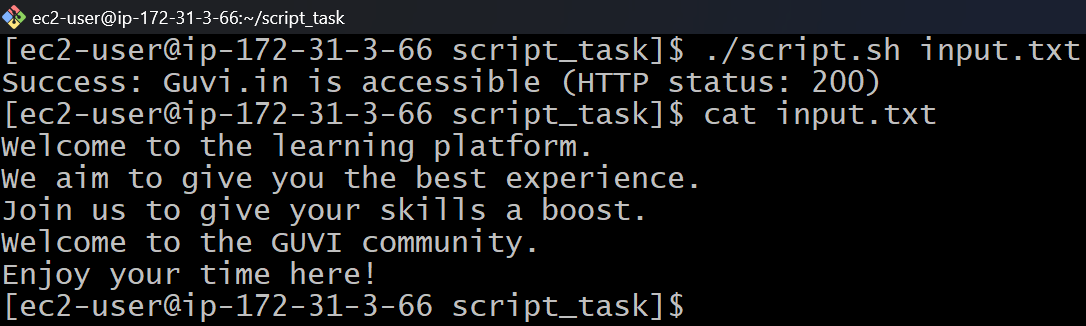 ec2-user@ip-172-31-3-66:~/script_task
[ec2-user@ip-172-31-3-66 script_task]$ ./script.sh input.txt
Success: Guvi.in is accessible (HTTP status: 200)
[ec2-user@ip-172-31-3-66 script_task]$ cat input.txt
Welcome to the learning platform.
We aim to give you the best experience.
Join us to give your skills a boost.
Welcome to the GUVI community.
Enjoy your time here!
[ec2-user@ip-172-31-3-66 script_task]$